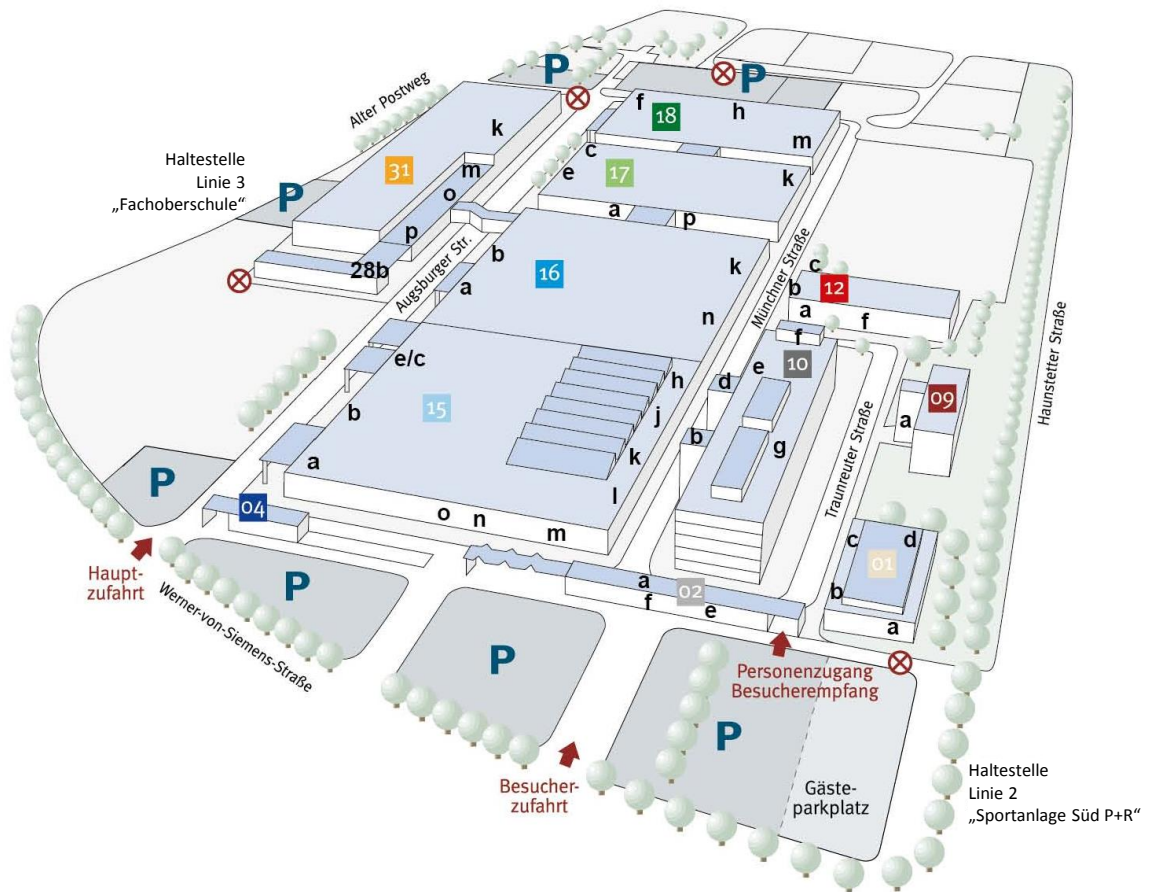 P
P
f
h
18
m
Alter Postweg
k
c
e
17
k
Haltestelle
Linie 3
„Fachoberschule“
31
m
o
P
a
p
p
28b
Augsburger Str.
b
16
k
a
n
Münchner Straße
c
b
12
a
f
Haunstetter Straße
e/c
b
15
h
j
k
l
a
f
e
10
d
b
g
09
a
Traunreuter Straße
P
04
o
n
m
c
d
01
b
a
Haupt-
zufahrt
Werner-von-Siemens-Straße
P
a
02
f
e
P
Personenzugang
Besucherempfang
P
Besucher-
zufahrt
Gäste-
parkplatz
Haltestelle
Linie 2
„Sportanlage Süd P+R“